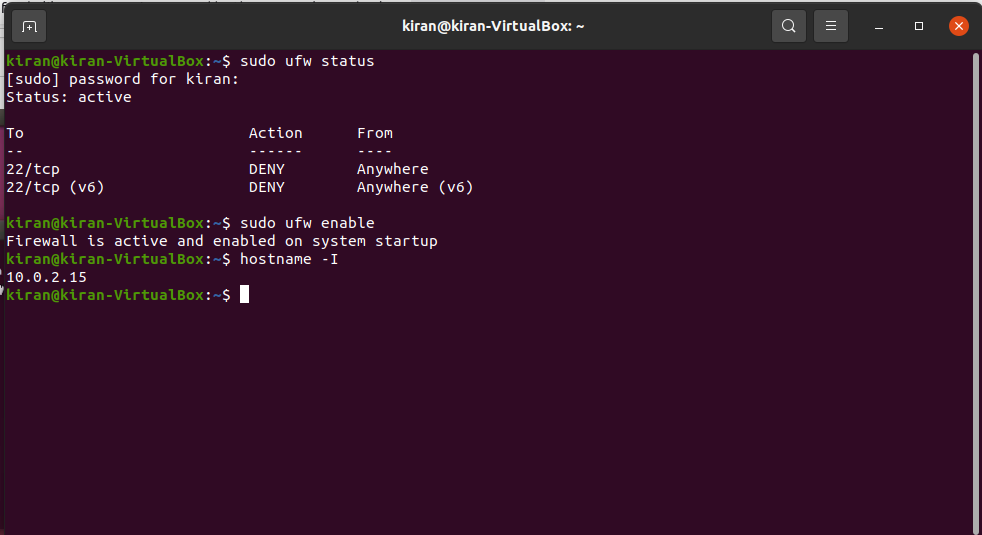 kiran@kiran-VirtualBox: ~
kiran@kiran-VirtualBox:~$ sudo ufw status
[sudo] password for kiran:
Status: active
To                         Action      From
--                         ------      ----
22/tcp                     DENY        Anywhere
22/tcp (v6)                DENY        Anywhere (v6)
kiran@kiran-VirtualBox:~$ sudo ufw enable
Firewall is active and enabled on system startup
kiran@kiran-VirtualBox:~$ hostname -I
10.0.2.15
kiran@kiran-VirtualBox:~$